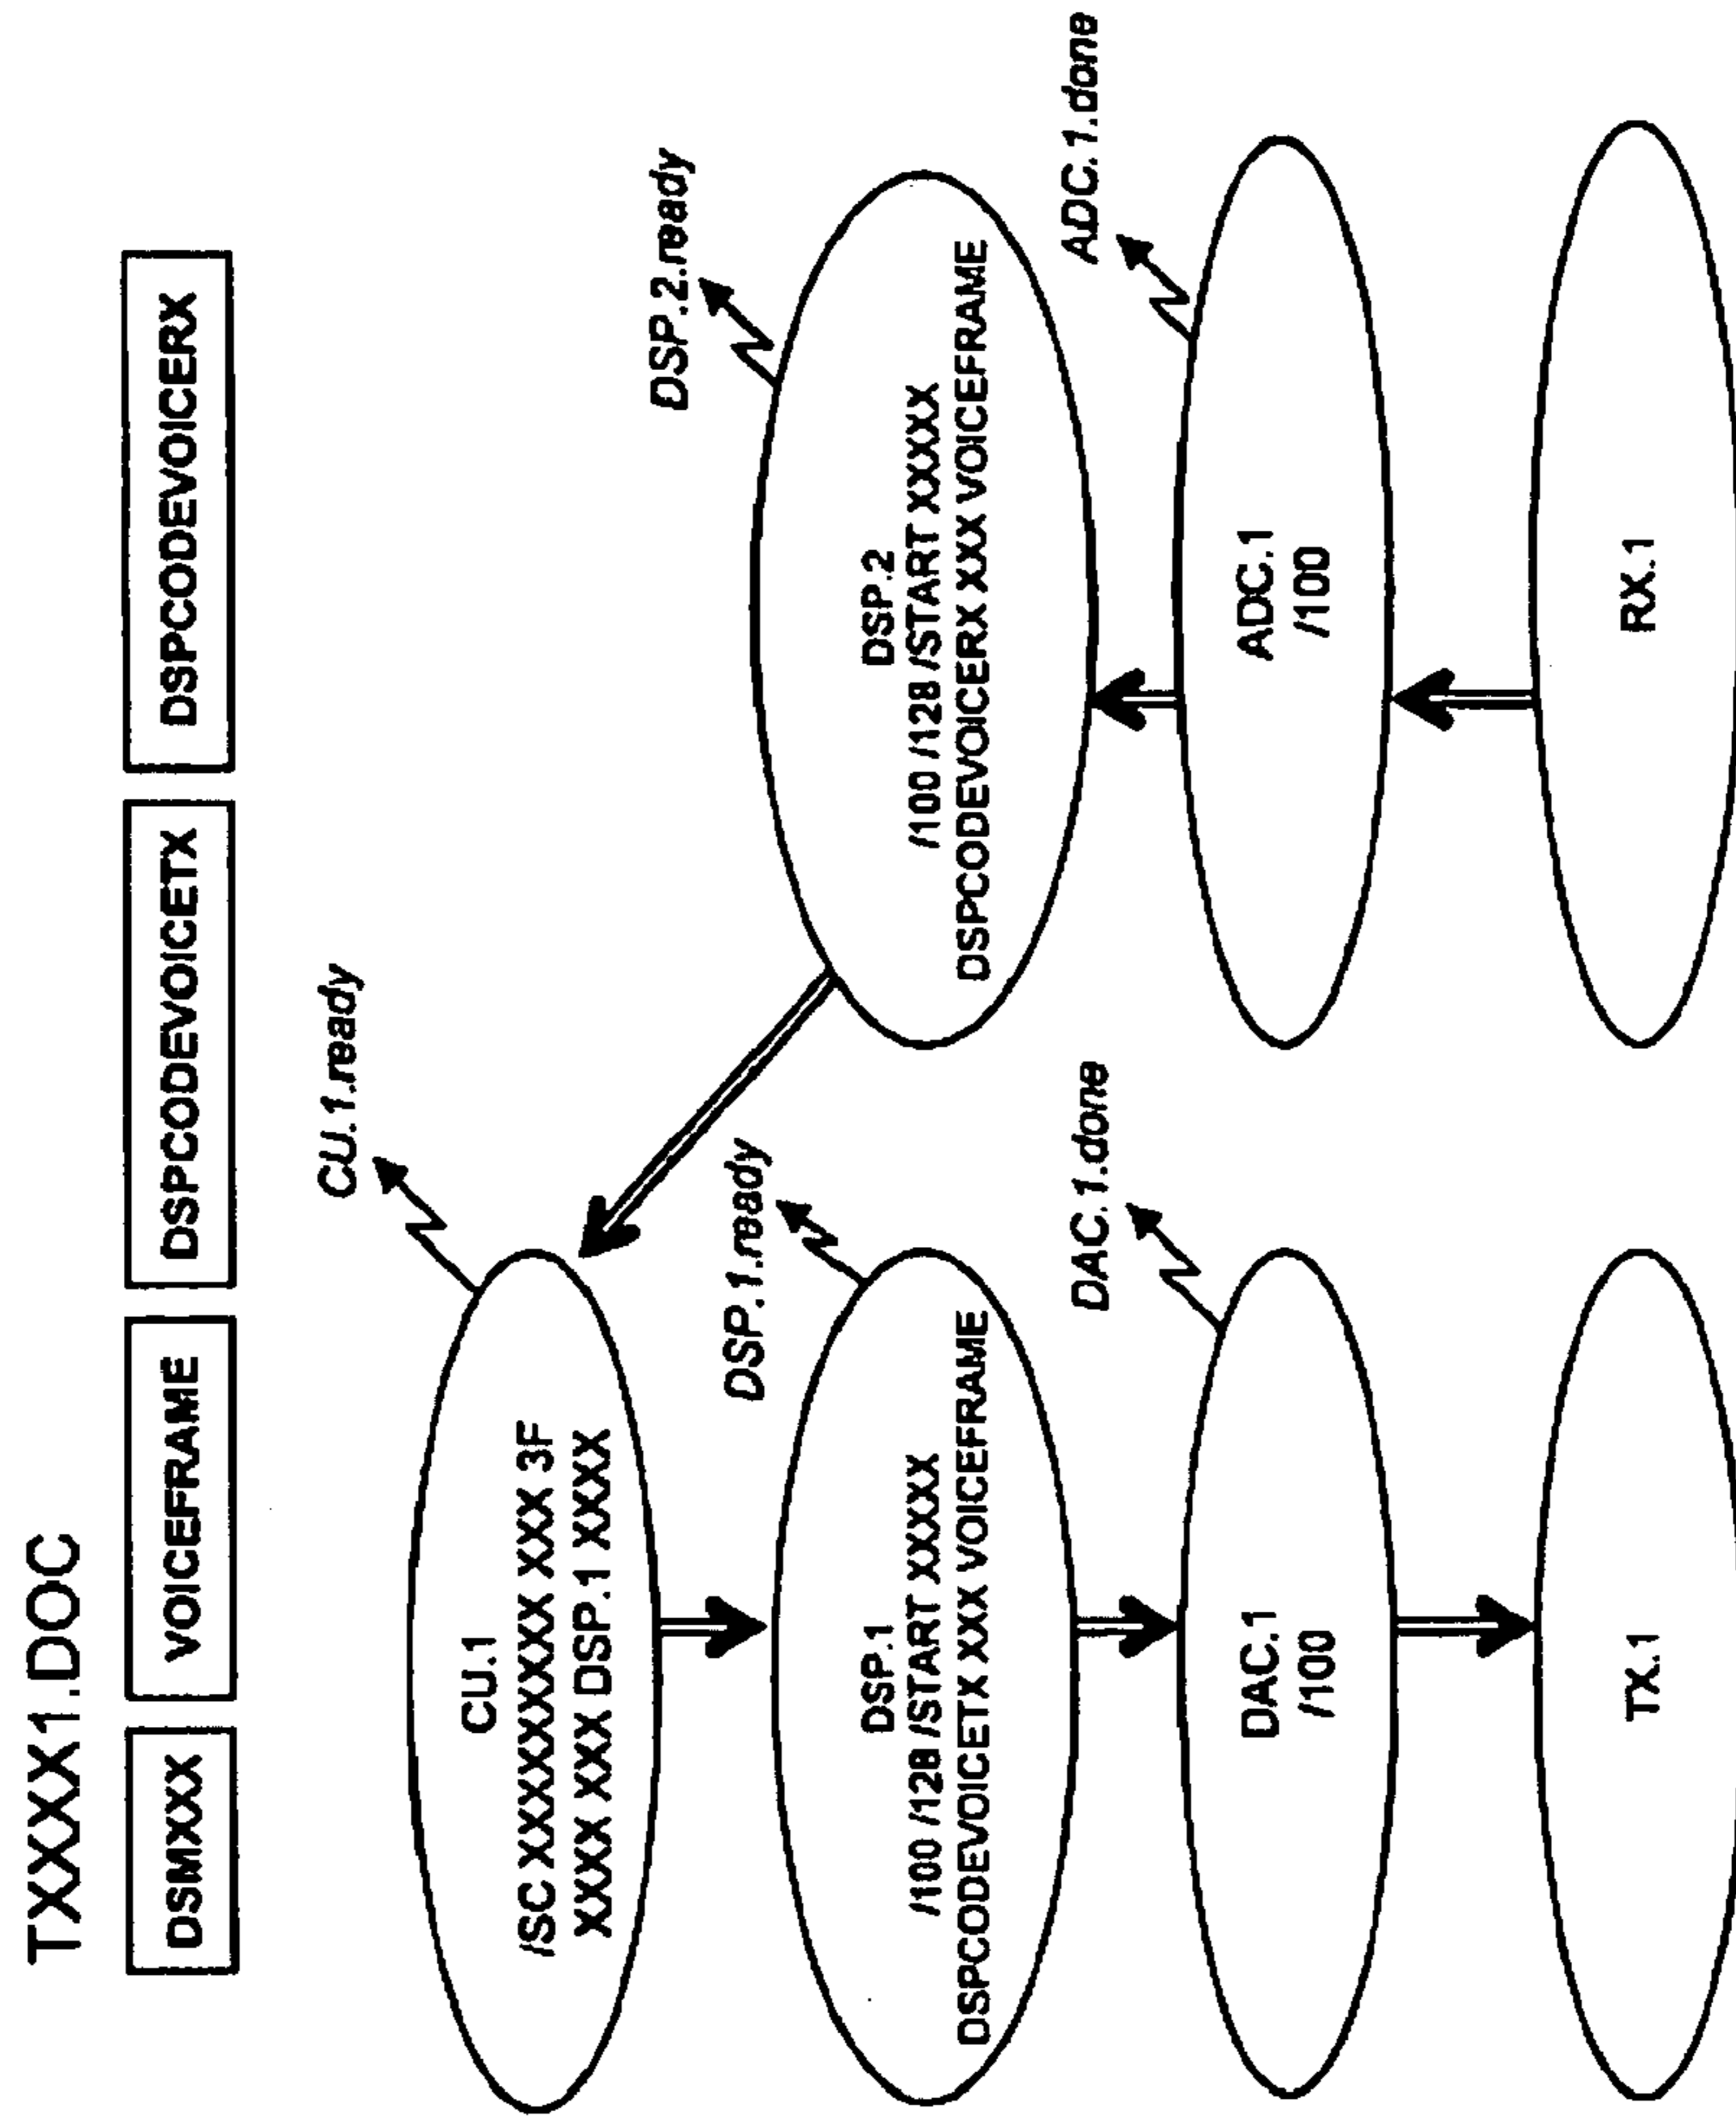 TXXXX1.DOC
DSMXXX
VOICEFRAME
DSPCODEVOICETX
DSPCODEVOICERX
CU.1.ready
CU.1
/SC XXXXXXXXX XXX 3F
XXXX XXX DSP.1 XXXX
DSP.2.ready
DSP.1.ready
DSP.1
/100 /128 /START XXXXX
DSPCODEVOICETX XXX VOICEFRAME
DSP.2
/100 /128 /START XXXXX
DSPCODEVOICERX XXX VOICEFRAME
DAC.1.done
ADC.1.done
DAC.1
/100
ADC.1
/100
TX.1
RX.1